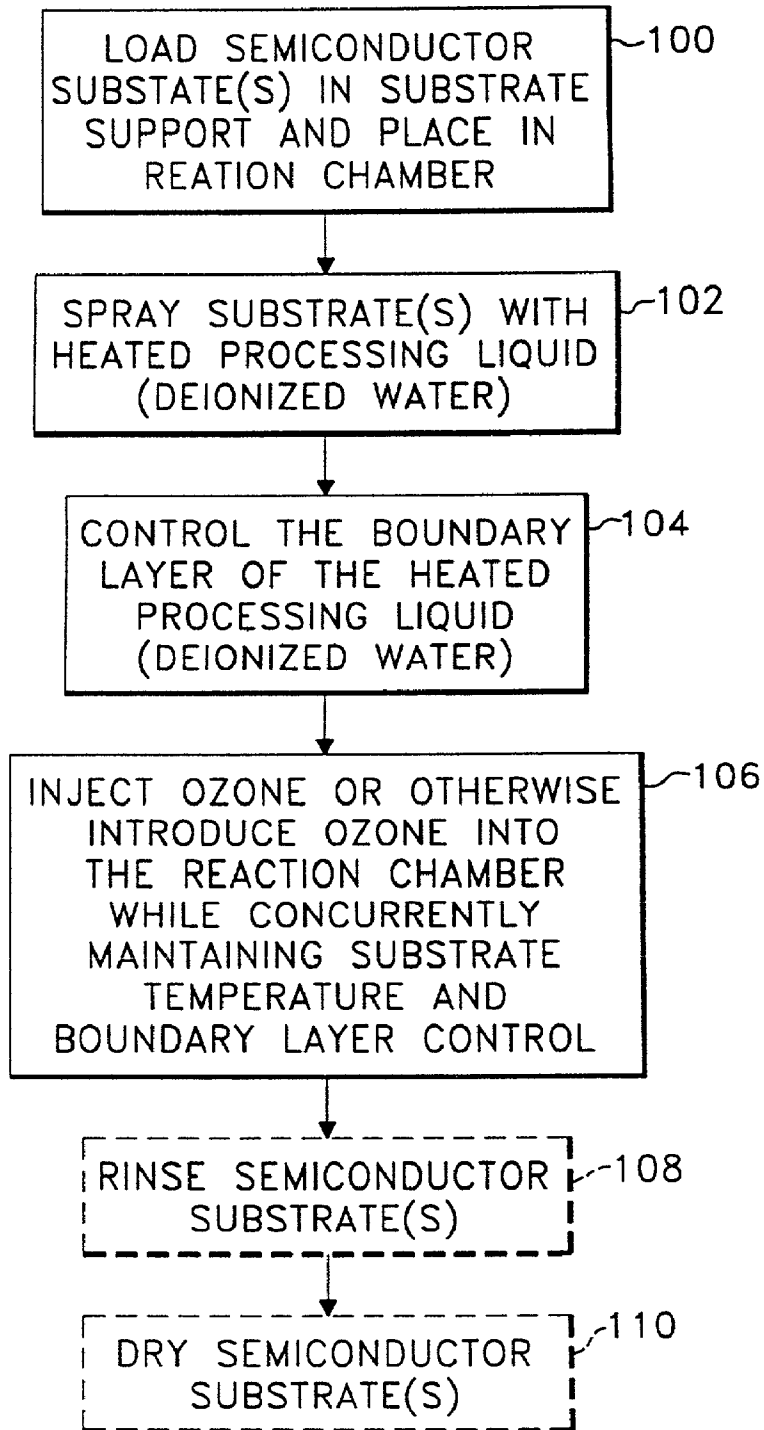 LOAD SEMICONDUCTOR
SUBSTATE(S) IN SUBSTRATE
SUPPORT AND PLACE IN
REATION CHAMBER
100
SPRAY SUBSTRATE(S) WITH
HEATED PROCESSING LIQUID
(DEIONIZED WATER)
102
CONTROL THE BOUNDARY
LAYER OF THE HEATED
PROCESSING LIQUID
(DEIONIZED WATER)
104
INJECT OZONE OR OTHERWISE
INTRODUCE OZONE INTO
THE REACTION CHAMBER
WHILE CONCURRENTLY
MAINTAINING SUBSTRATE
TEMPERATURE AND
BOUNDARY LAYER CONTROL
106
RINSE SEMICONDUCTOR
SUBSTRATE(S)
108
DRY SEMICONDUCTOR
SUBSTRATE(S)
110